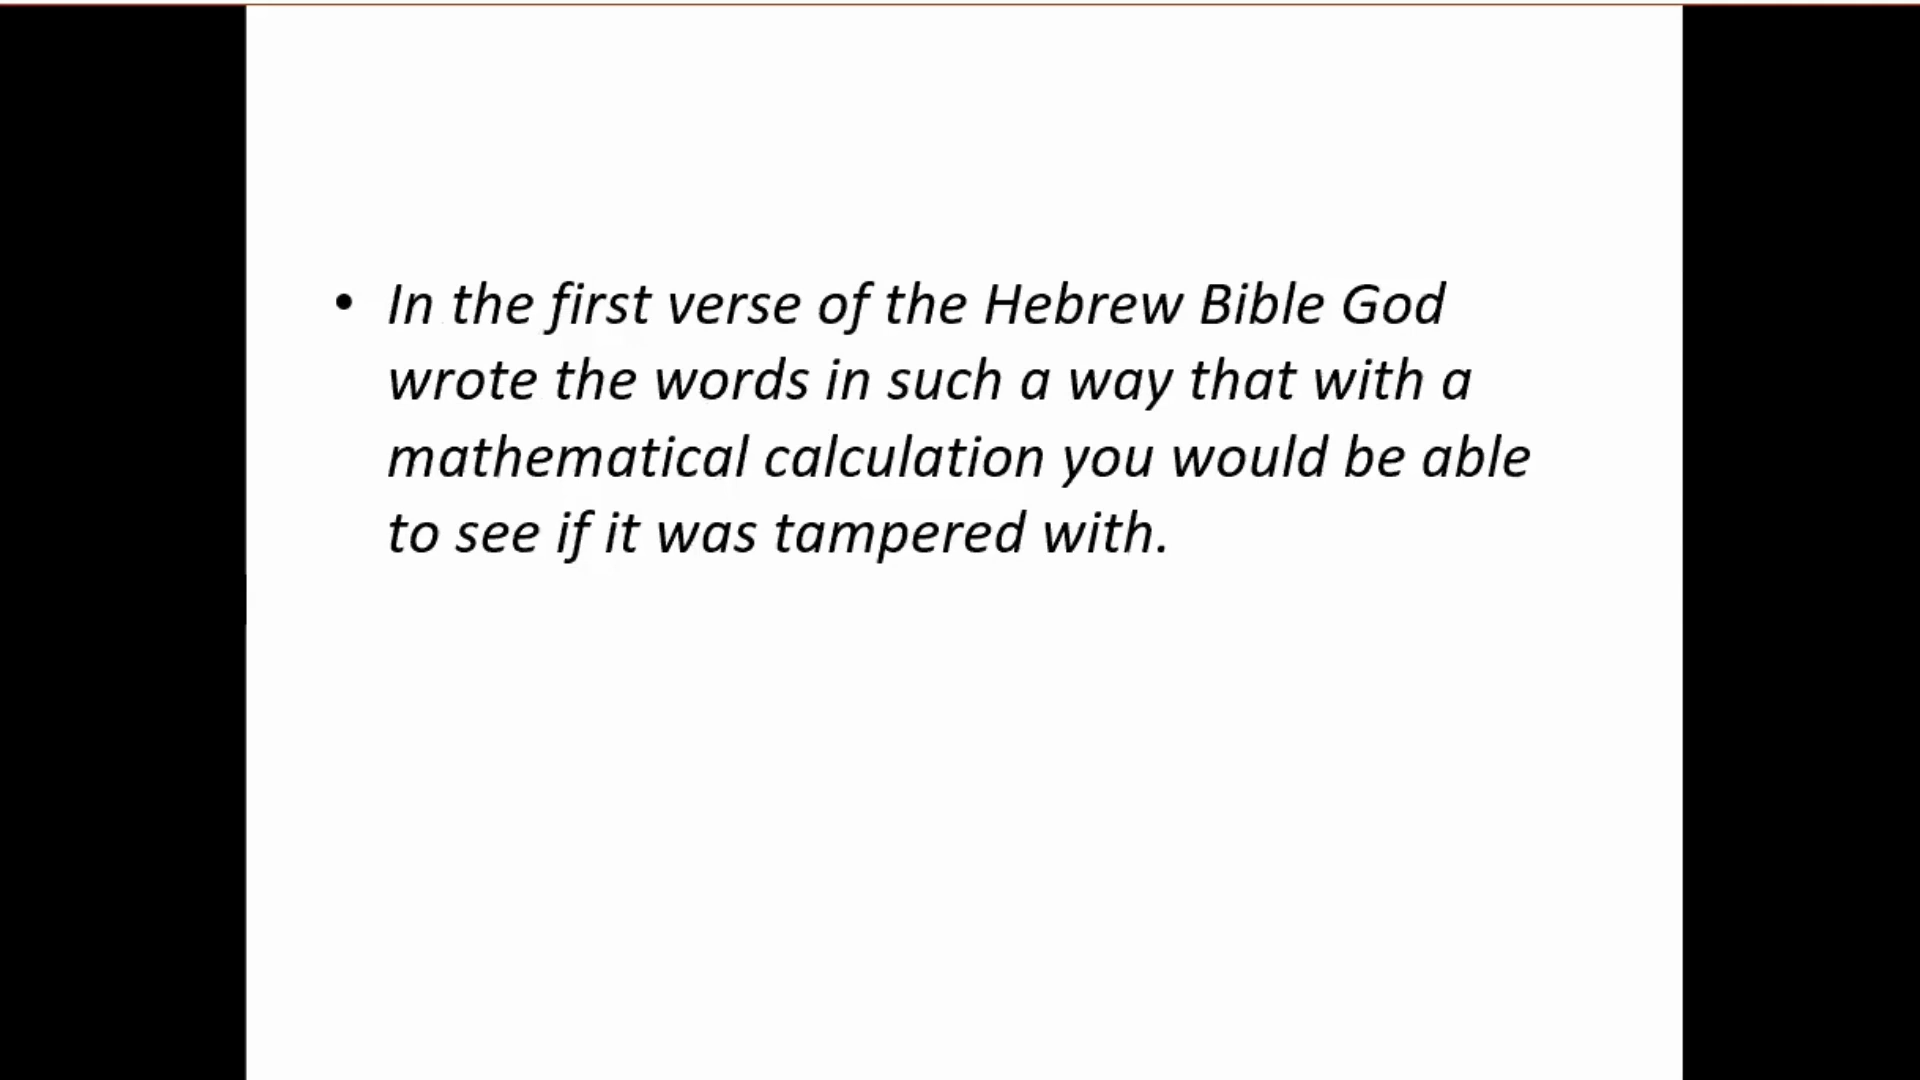 • In the first verse of the Hebrew Bible God
wrote the words in such a way that with a
mathematical calculation you would be able
to see if it was tampered with.